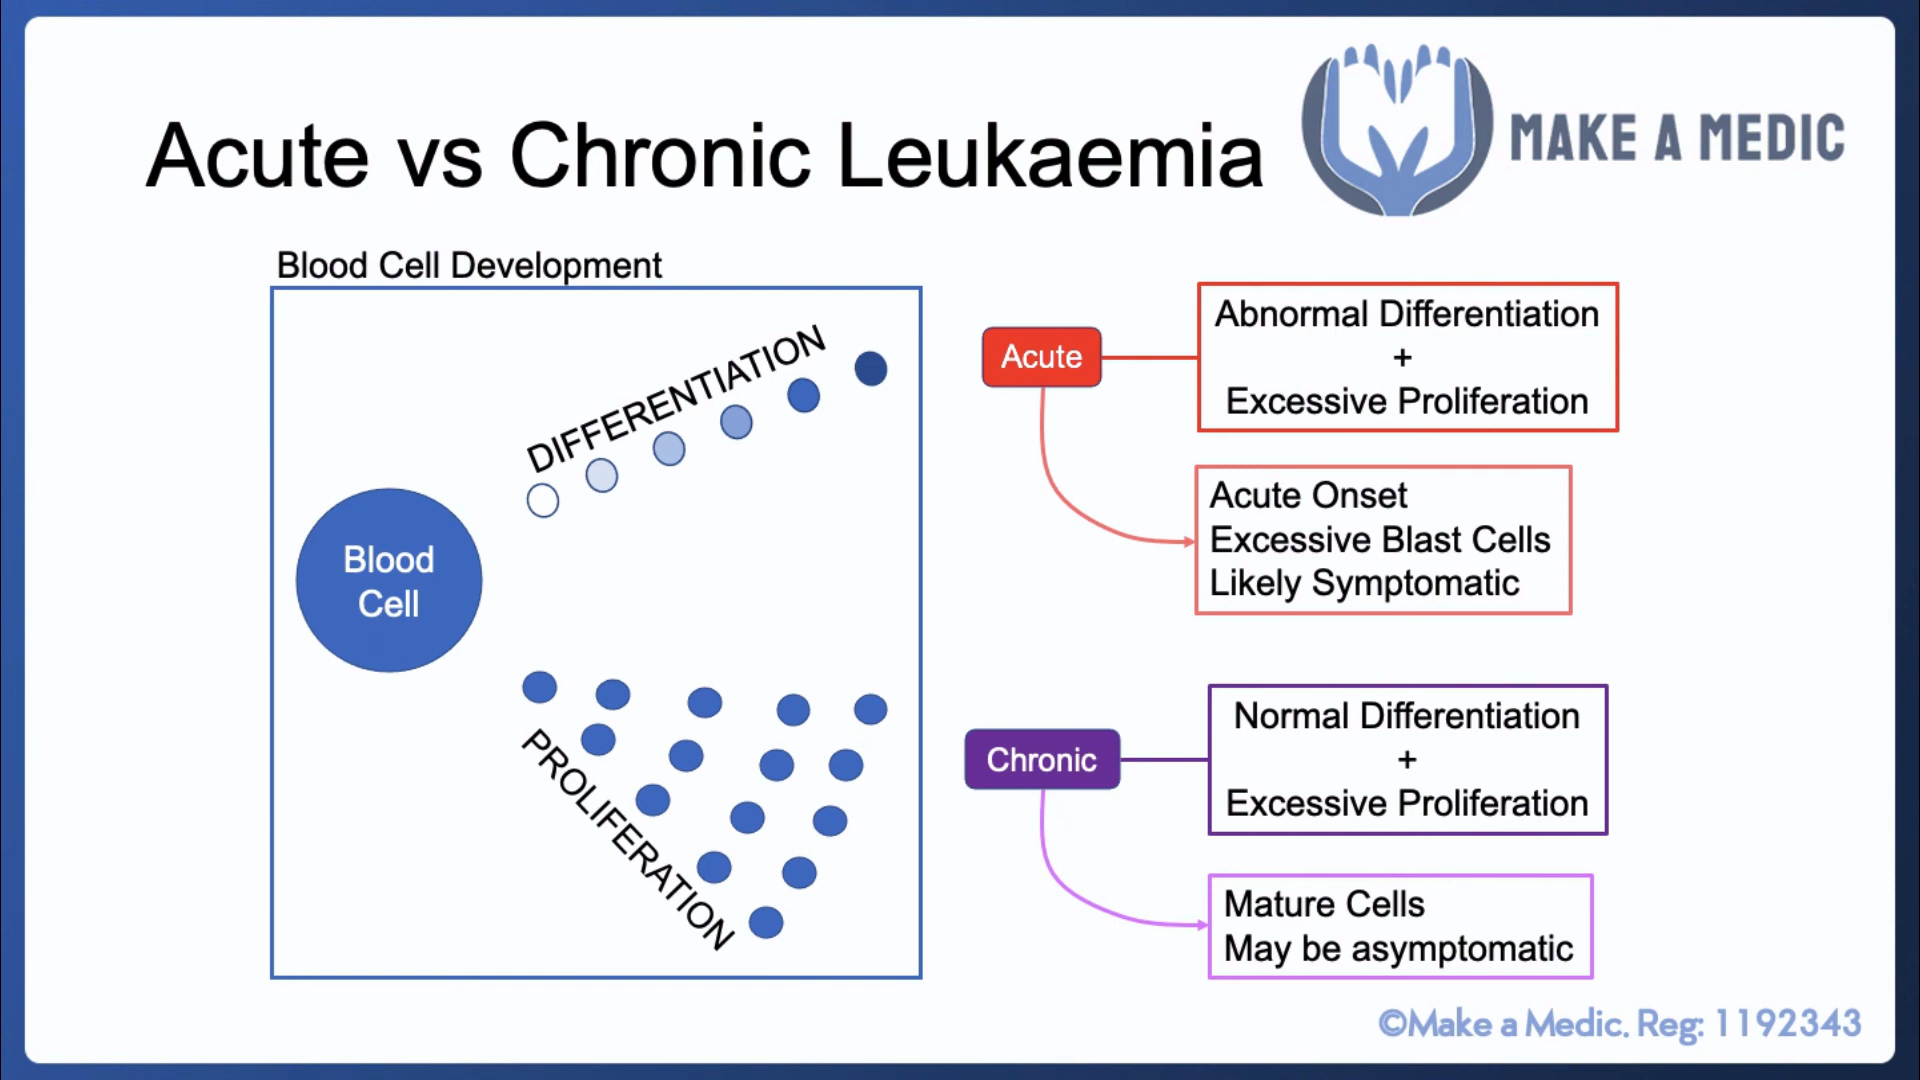 Acute vs Chronic Leukaemia
MAKE A MEDIC
Blood Cell Development
DIFFERENTIATION
Blood
Cell
PROLIFERATION
Acute
Abnormal Differentiation
+
Excessive Proliferation
Acute Onset
Excessive Blast Cells
Likely Symptomatic
Chronic
Normal Differentiation
+
Excessive Proliferation
Mature Cells
May be asymptomatic
©Make a Medic. Reg: 1192343